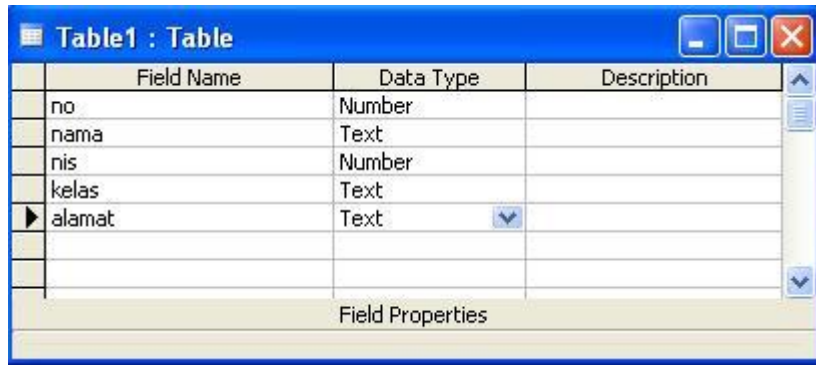 Table1 : Table
Field Name Data Type Description
no Number
nama Text
nis Number
kelas Text
alamat Text
Field Properties